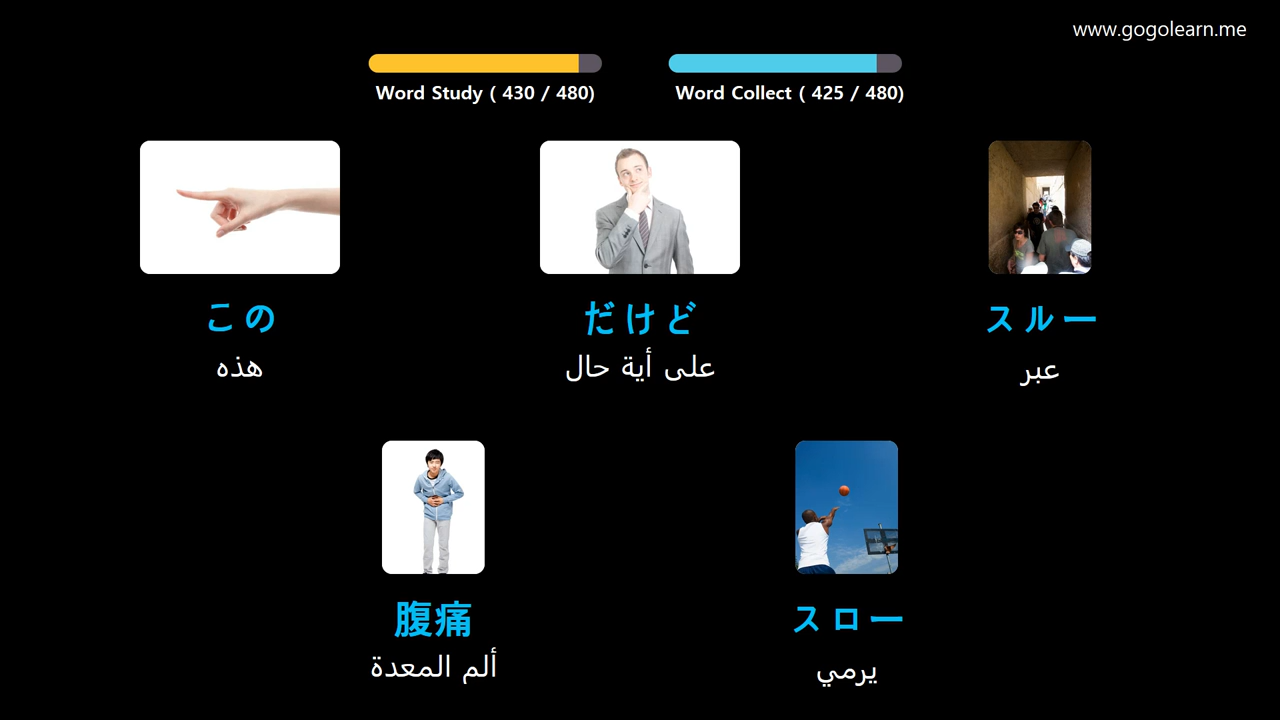 www.gogolearn.me
Word Study ( 430 / 480)
Word Collect ( 425 / 480)
この
هذه
だけど
على أية حال
スルー
عبر
腹痛
ألم المعدة
スロー
يرمي